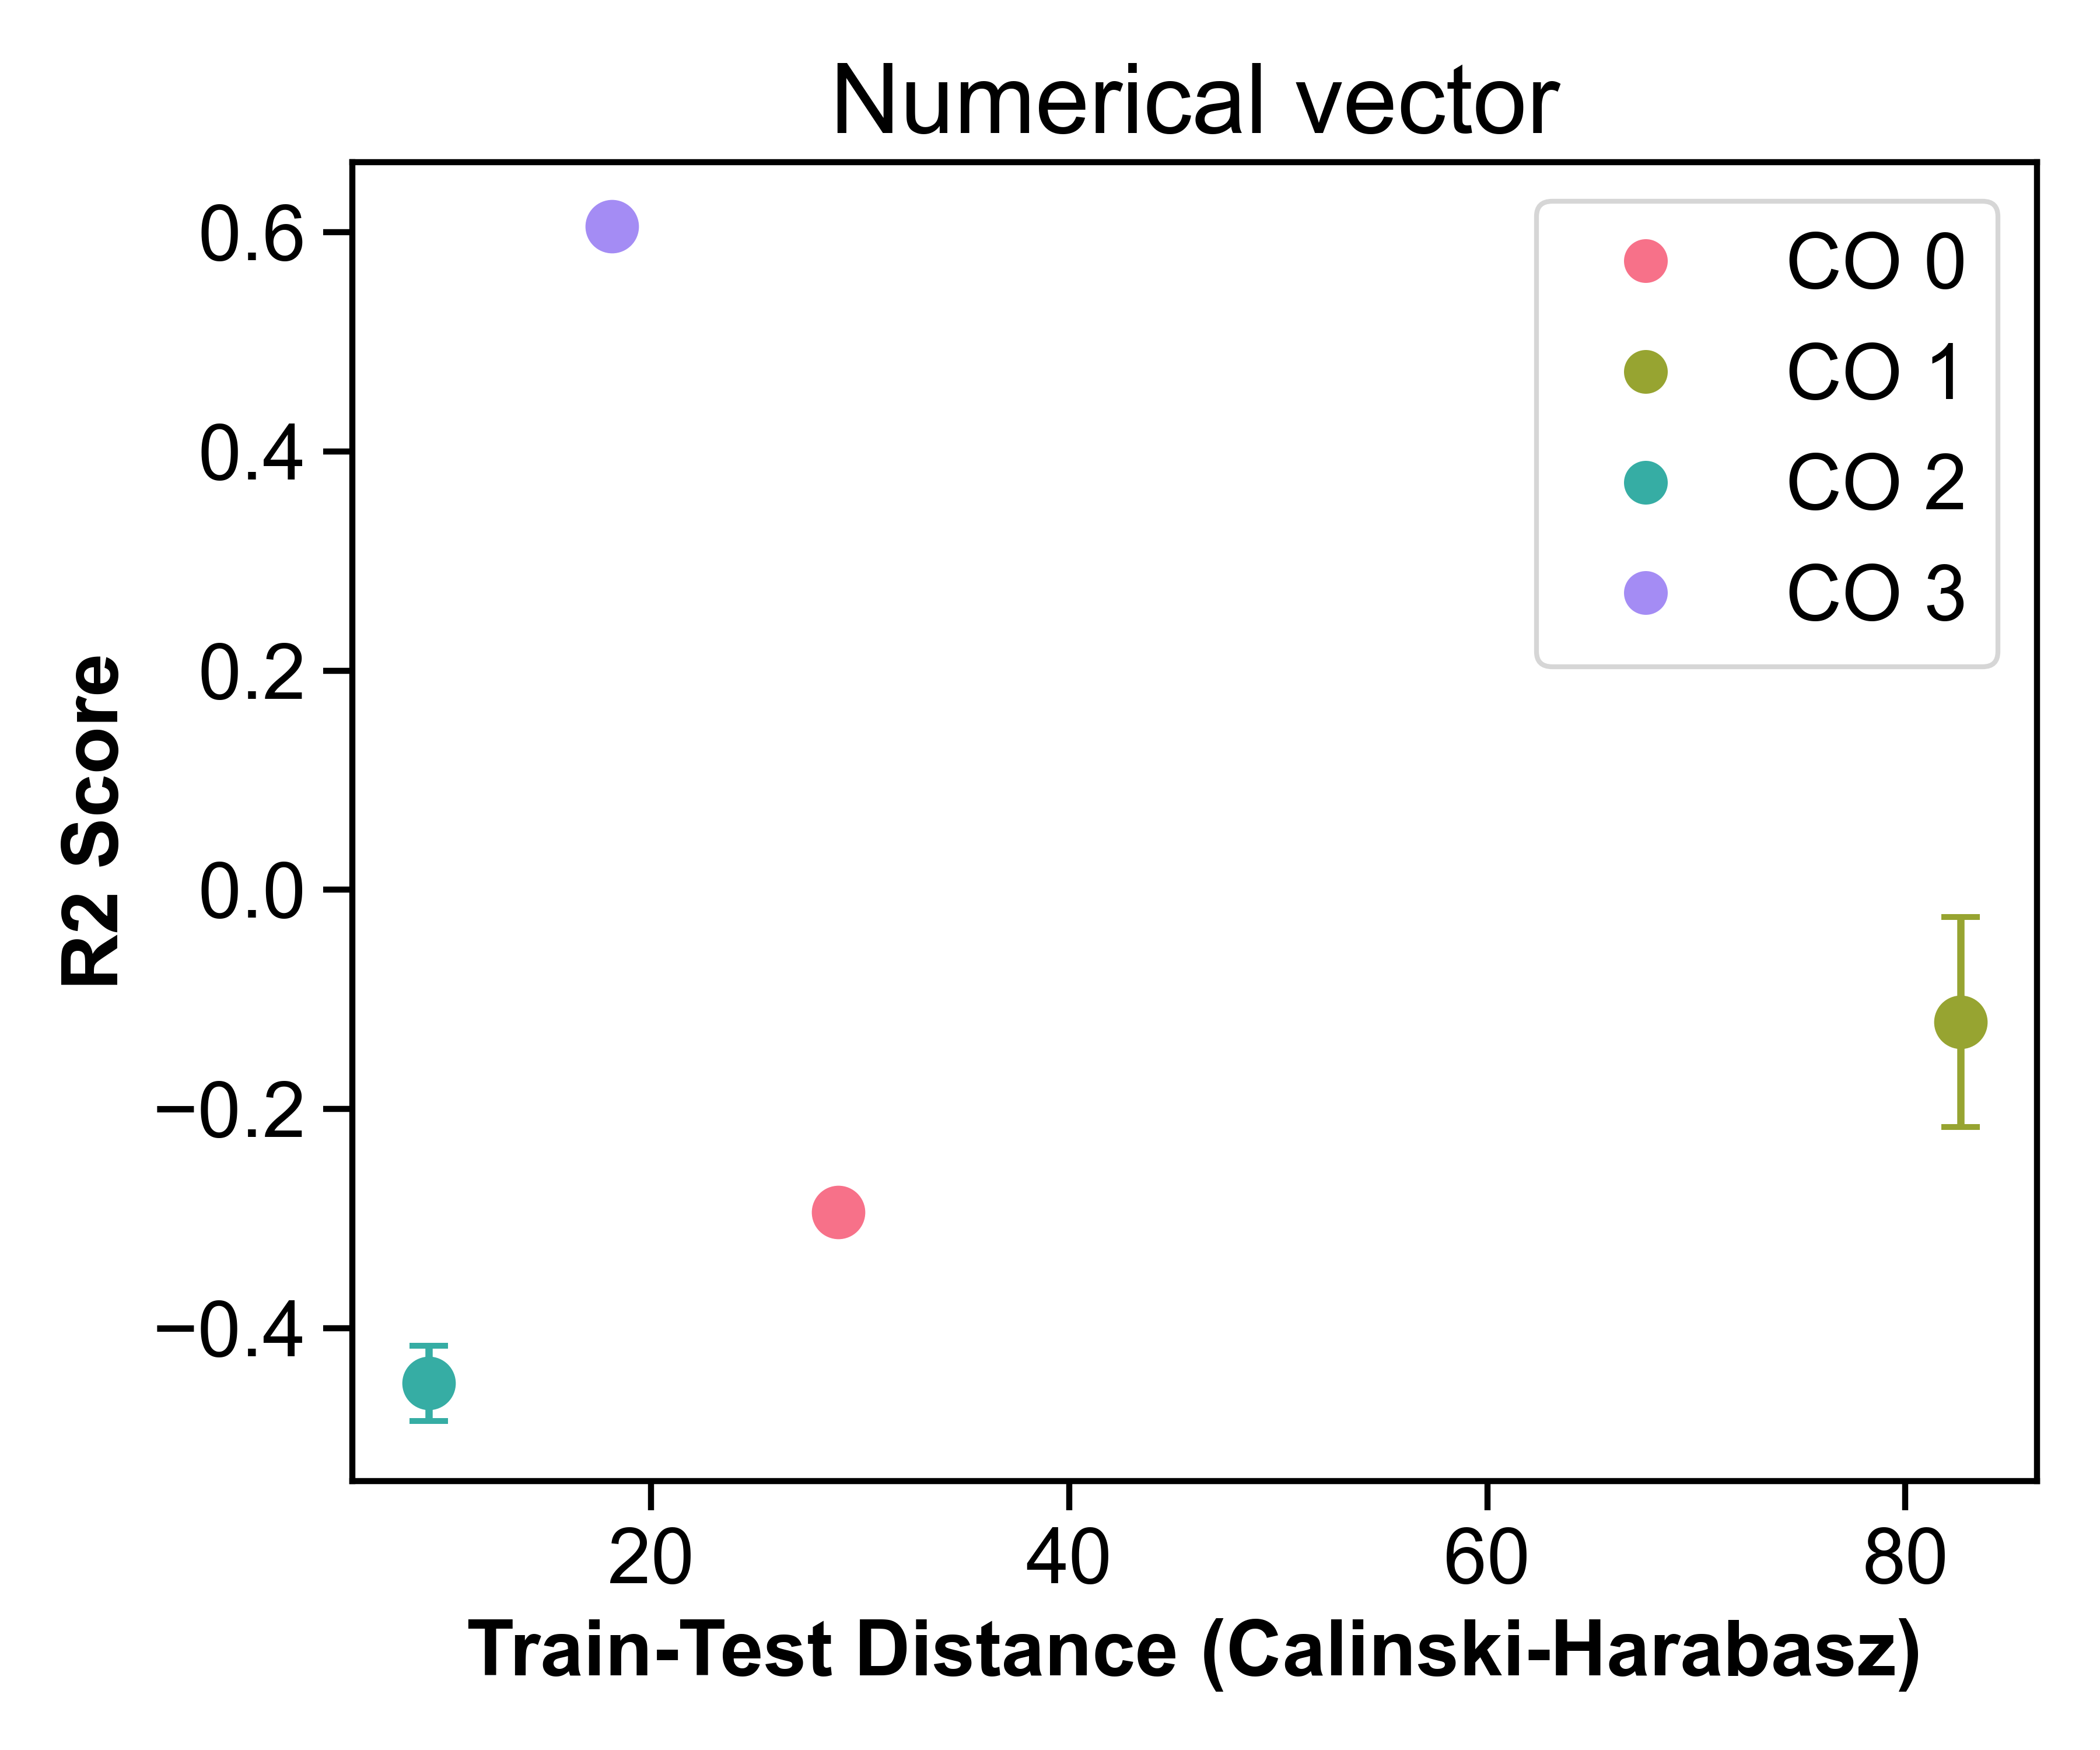 Numerical vector
0.6
0.4
0.2
0.0
−0.2
−0.4
R2 Score
CO 0
CO 1
CO 2
CO 3
20 40 60 80
Train-Test Distance (Calinski-Harabasz)